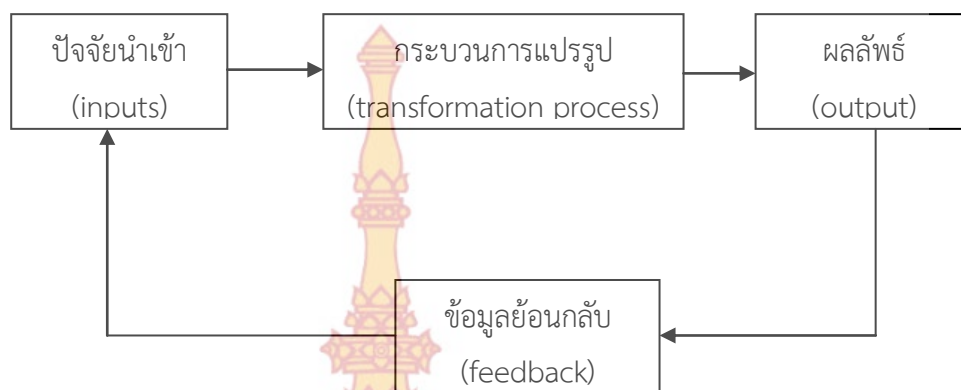 ปัจจัยนำเข้า
(inputs)
กระบวนการแปรรูป
(transformation process)
ผลลัพธ์
(output)
ข้อมูลย้อนกลับ
(feedback)